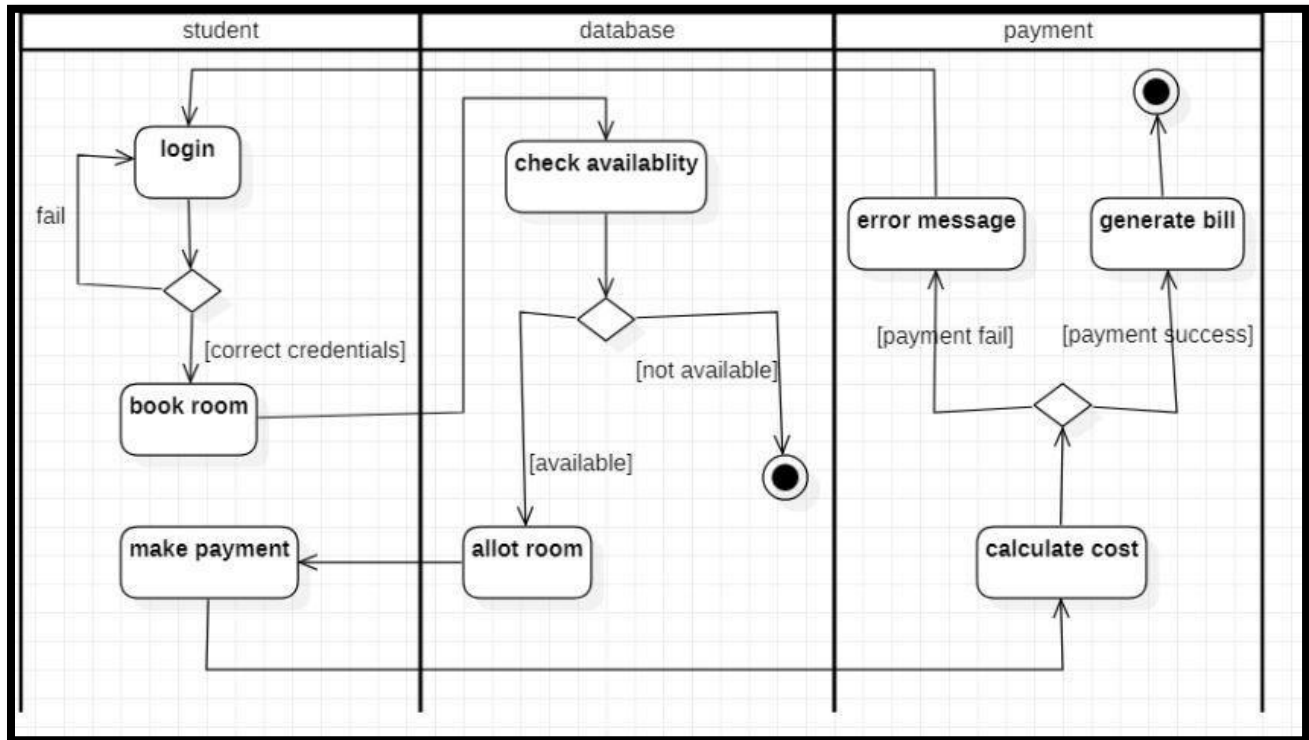 student
database
payment
login
check availablity
fail
error message
generate bill
[correct credentials]
[payment fail]
[payment success]
[not available]
book room
[available]
make payment
allot room
calculate cost